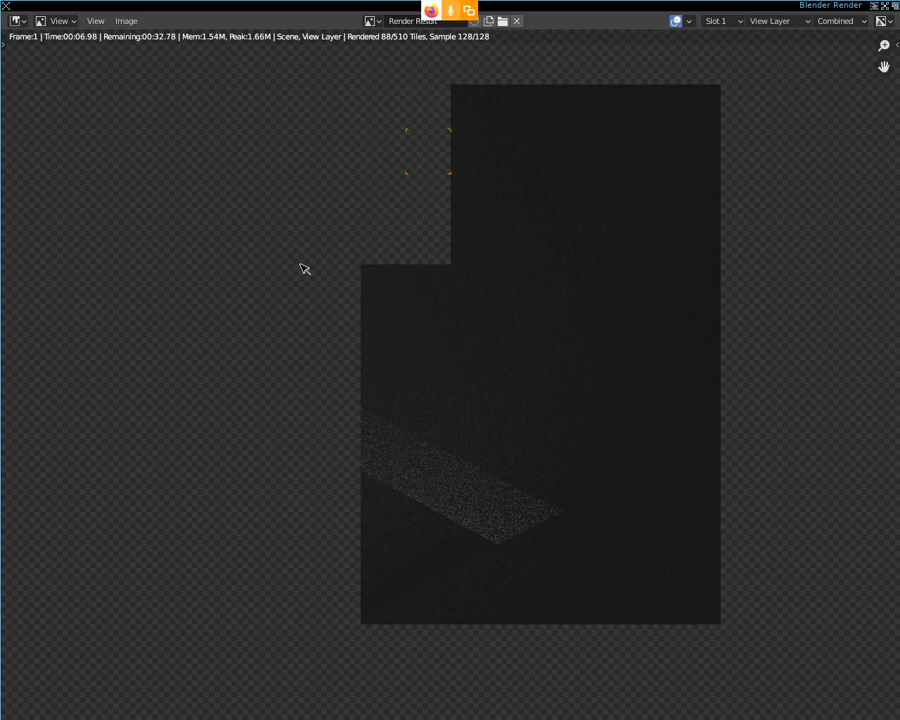 Blender Render
View View Image Render Result Slot 1 View Layer Combined
Frame:1 | Time:00:06.98 | Remaining:00:32.78 | Mem:1.54M, Peak:1.66M | Scene, View Layer | Rendered 88/510 Tiles, Sample 128/128